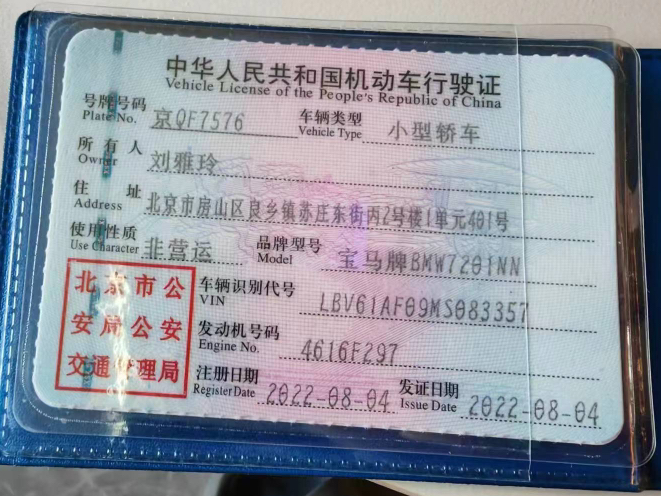 中华人民共和国机动车行驶证
Vehicle License of the People's Republic of China
号牌号码 京QF7576 车辆类型 小型轿车
Plate No. Vehicle Type
所有人 刘雅玲
Owner
住址 北京市房山区良乡镇苏庄东街丙2号楼1单元401号
Address
使用性质 非营运 品牌型号 宝马牌BMW7201NN
Use Character Model
北京市公
安局公安
交通管理局
车辆识别代号 LBV61AF09MS083357
VIN
发动机号码 4616F297
Engine No.
注册日期 2022-08-04 发证日期 2022-08-04
Register Date Issue Date